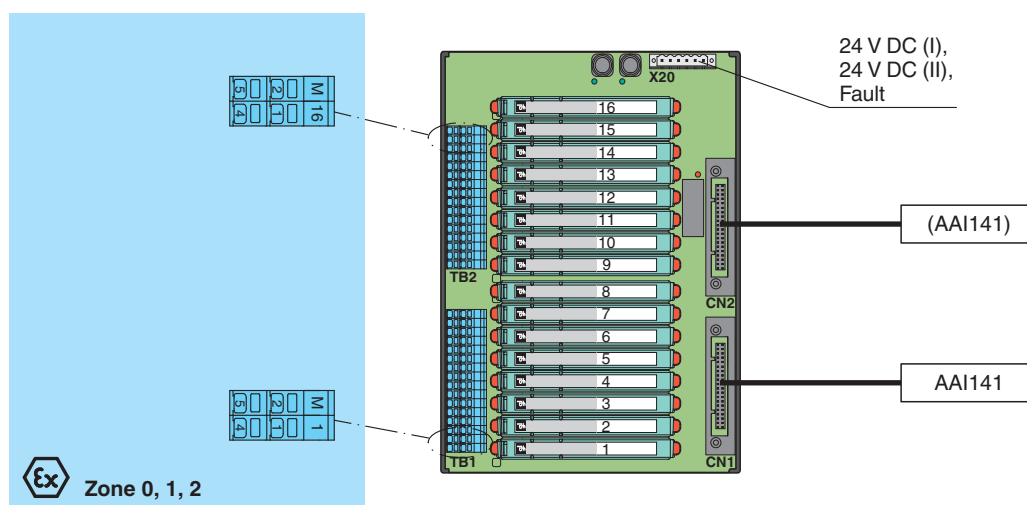 24 V DC (I),
24 V DC (II),
Fault
X20
5 2 M
4 1 16
16
15
14
13
12
11
10
9
TB2
(AAI141)
CN2
8
7
6
5
4
3
2
1
AAI141
5 2 M
4 1 1
TB1
CN1
Ex
Zone 0, 1, 2